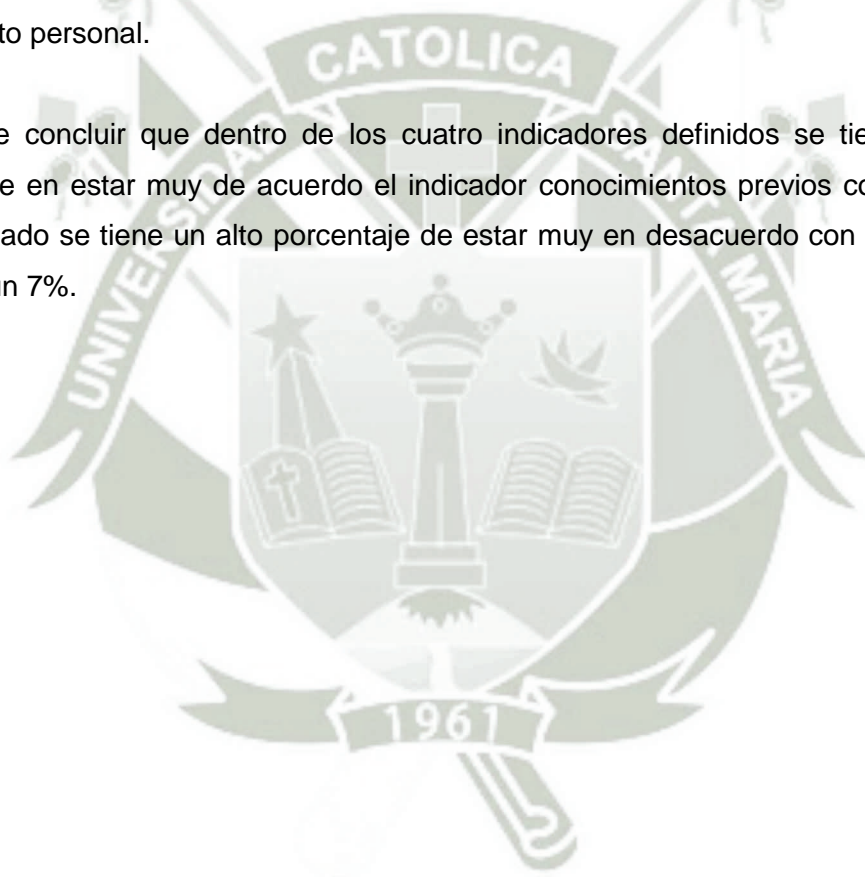 to personal.
e concluir que dentro de los cuatro indicadores definidos se tie
e en estar muy de acuerdo el indicador conocimientos previos co
ado se tiene un alto porcentaje de estar muy en desacuerdo con
un 7%.
UNIVERSIDAD CATOLICA SANTA MARIA
1961